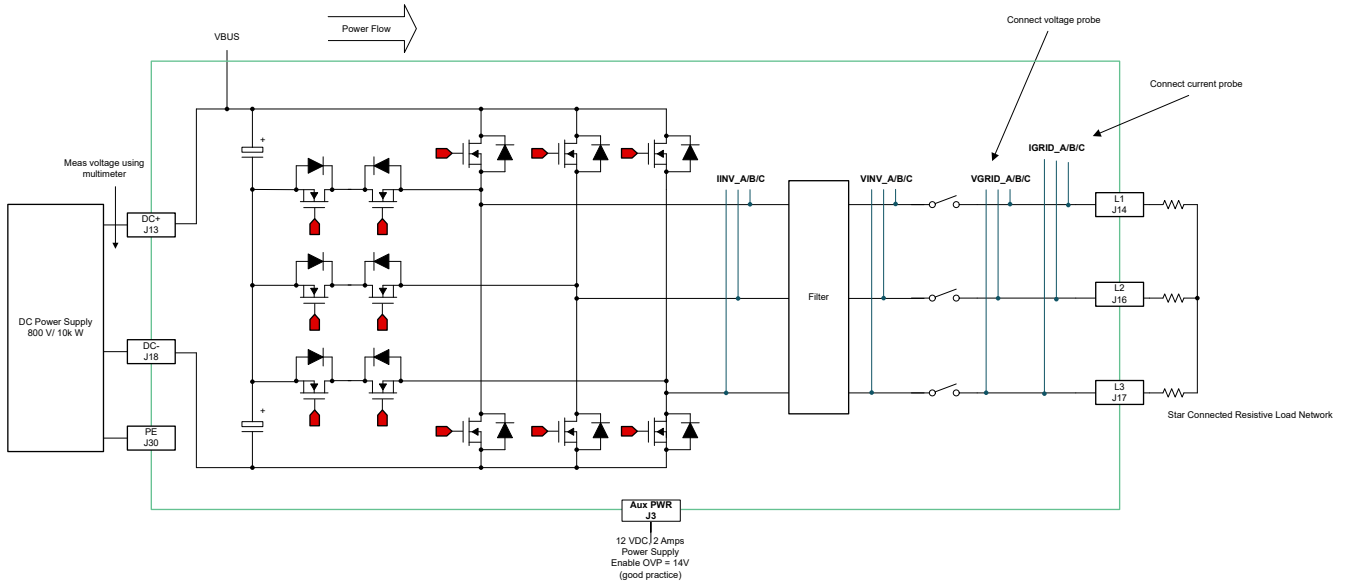 Connect voltage probe
Power Flow
VBUS
Connect current probe
Meas voltage using
multimeter
+
IGRID_A/B/C
IINV_A/B/C
VINV_A/B/C
VGRID_A/B/C
L1
J14
DC+
J13
Filter
L2
J16
DC Power Supply
800 V/ 10k W
DC-
J18
L3
J17
+
Star Connected Resistive Load Network
PE
J30
Aux PWR
J3
12 VDC, 2 Amps
Power Supply
Enable OVP = 14V
(good practice)